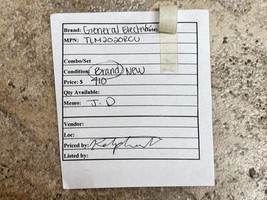 Brand: General Electric
MPN: TLM2020RCU
Combo/Set
Condition: Brand New
Price: $ 410
Qty Available:
Memo: J.D
Vendor:
Loc:
Priced by:
Listed by: